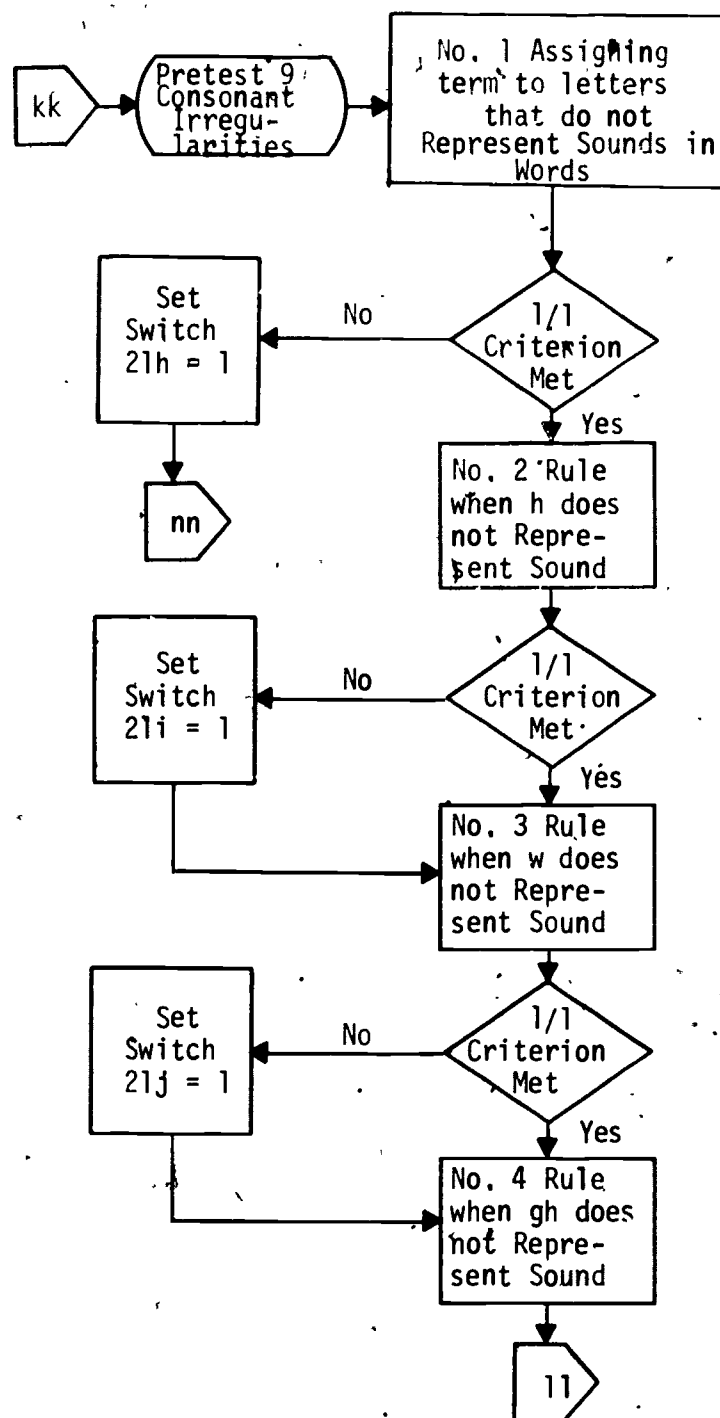 kk
Pretest 9
Consonant
Irregu-
larities
No. 1 Assigning
term to letters
that do not
Represent Sounds in
Words
1/1
Criterion
Met
No
Set
Switch
21h = 1
nn
Yes
No. 2 Rule
when h does
not Repre-
sent Sound
1/1
Criterion
Met
No
Set
Switch
21i = 1
Yes
No. 3 Rule
when w does
not Repre-
sent Sound
1/1
Criterion
Met
No
Set
Switch
21j = 1
Yes
No. 4 Rule
when gh does
not Repre-
sent Sound
ll